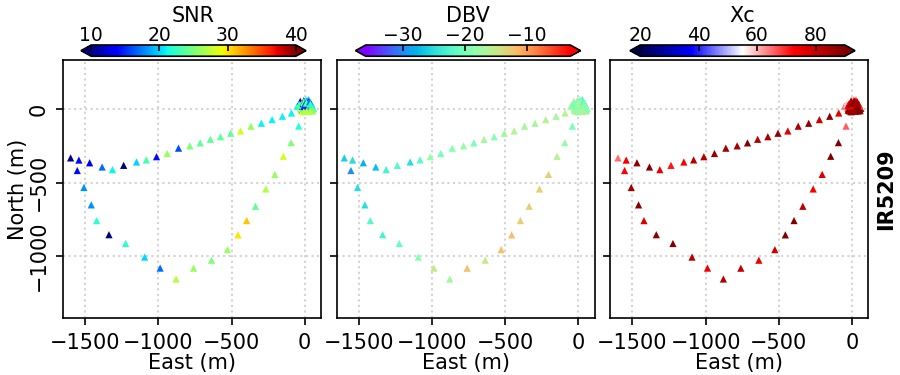 SNR DBV Xc
10 20 30 40 −30 −20 −10 20 40 60 80
North (m)
0
−500
−1000
IR5209
−1500 −1000 −500 0 −1500 −1000 −500 0 −1500 −1000 −500 0
East (m) East (m) East (m)